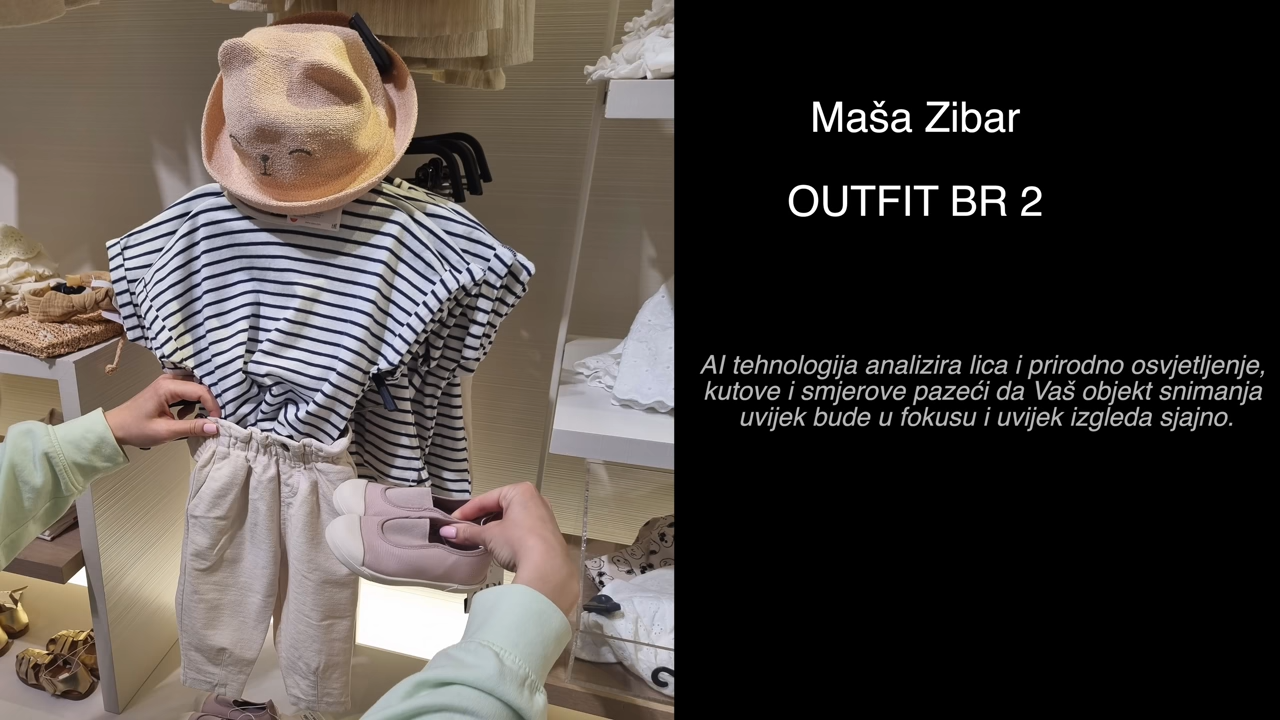 Maša Zibar
OUTFIT BR 2
AI tehnologija analizira lica i prirodno osvjetljenje,
kutove i smjerove pazeći da Vaš objekt snimanja
uvijek bude u fokusu i uvijek izgleda sjajno.